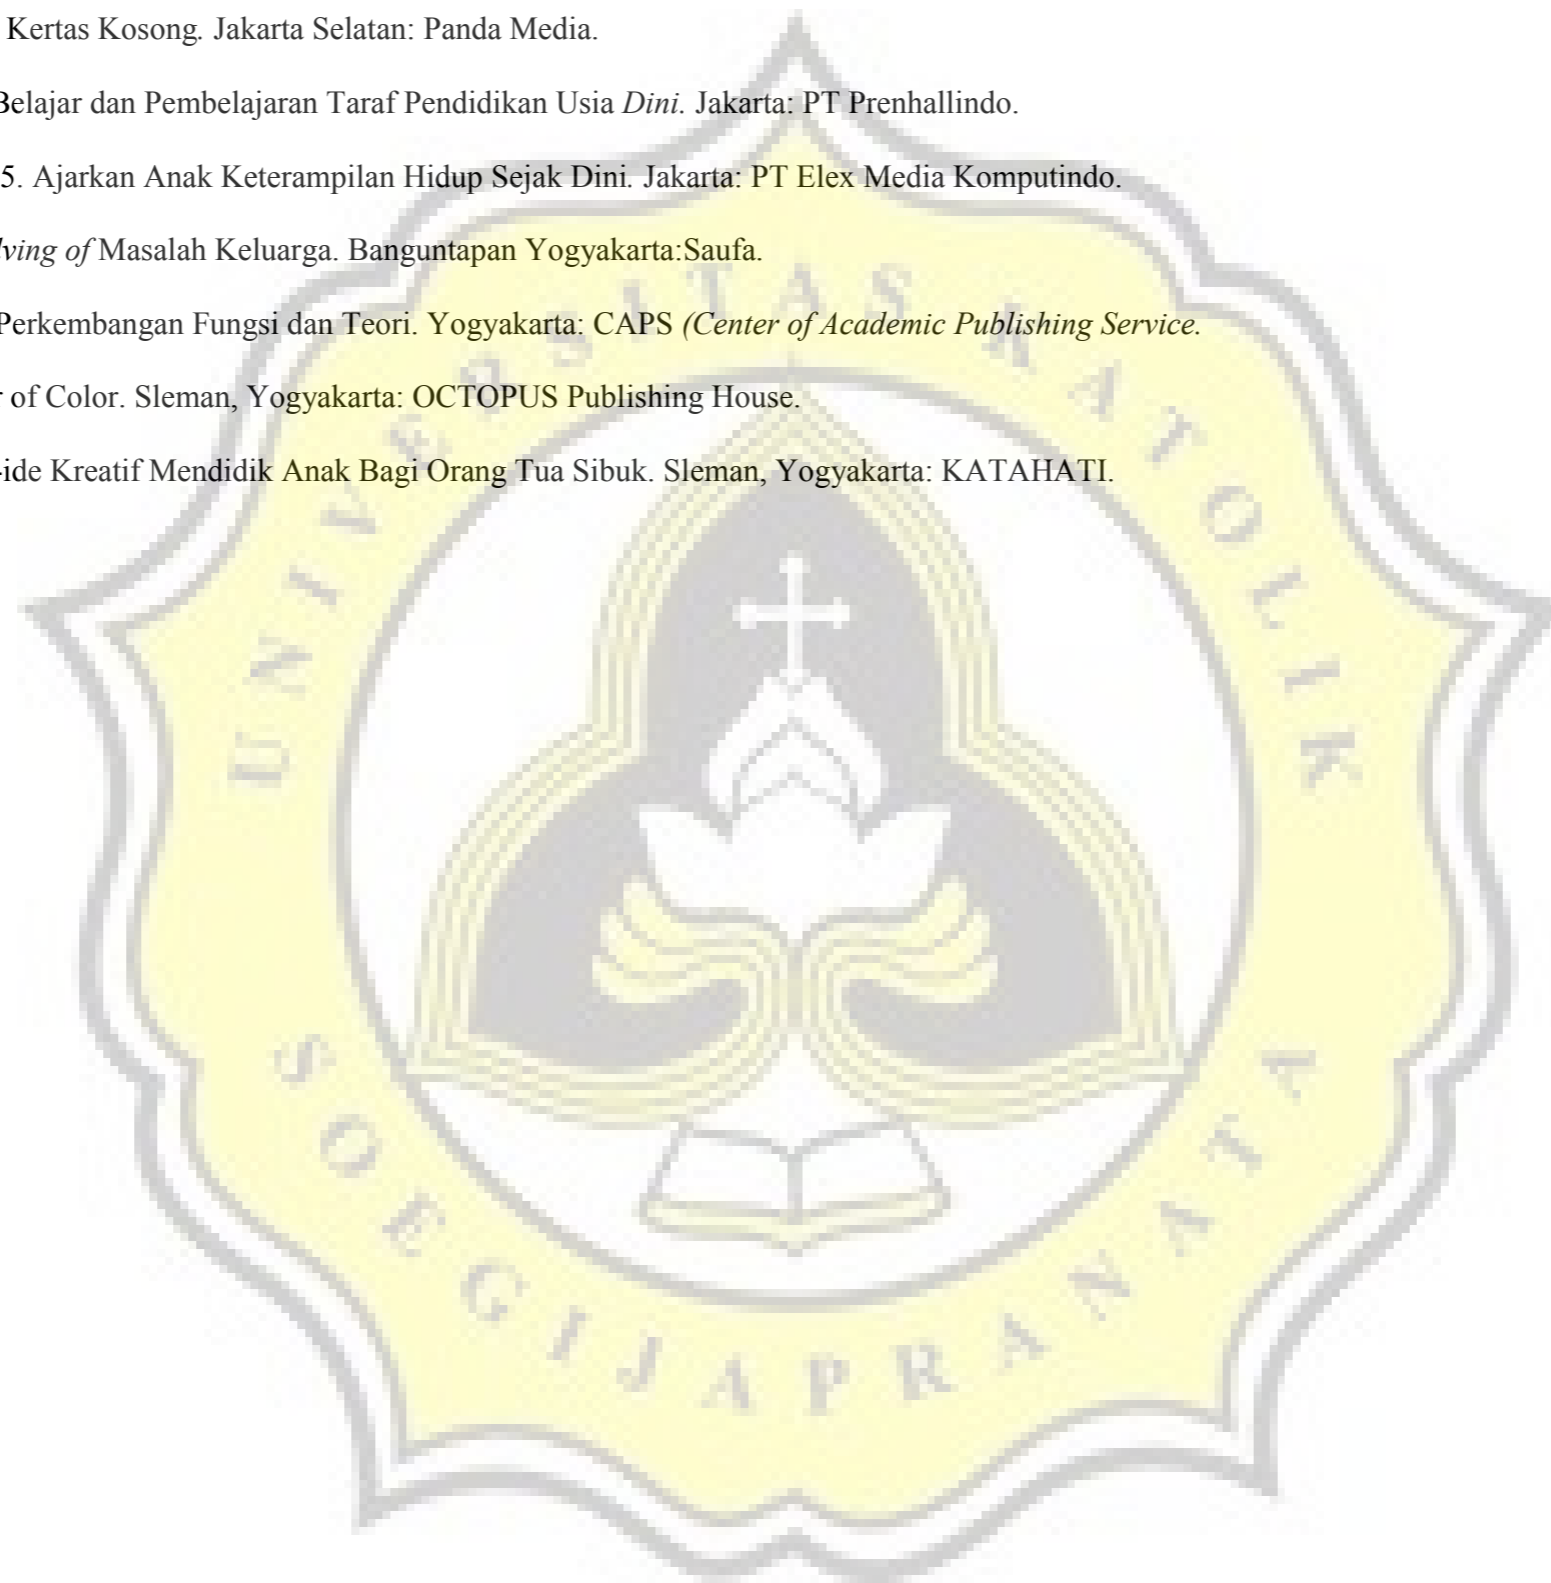 Kertas Kosong. Jakarta Selatan: Panda Media.
Belajar dan Pembelajaran Taraf Pendidikan Usia Dini. Jakarta: PT Prenhallindo.
5. Ajarkan Anak Keterampilan Hidup Sejak Dini. Jakarta: PT Elex Media Komputindo.
lving of Masalah Keluarga. Banguntapan Yogyakarta:Saufa.
Perkembangan Fungsi dan Teori. Yogyakarta: CAPS (Center of Academic Publishing Service.
r of Color. Sleman, Yogyakarta: OCTOPUS Publishing House.
-ide Kreatif Mendidik Anak Bagi Orang Tua Sibuk. Sleman, Yogyakarta: KATAHATI.
UNIVERSITAS KATOLIK
SOEGIJAPRANATA